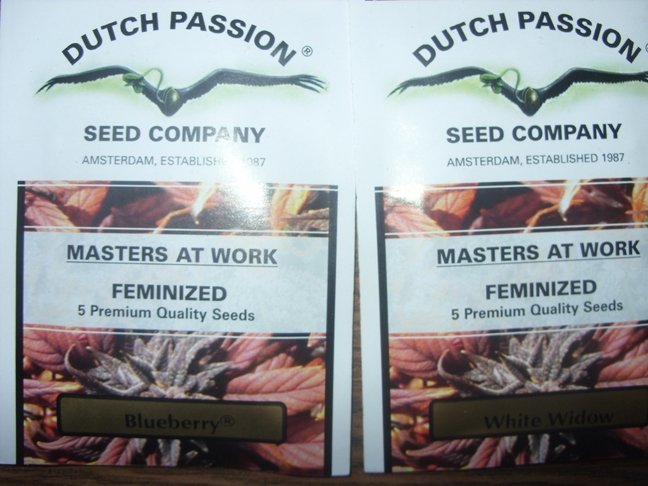 DUTCH PASSION®
SEED COMPANY
AMSTERDAM, ESTABLISHED 1987
MASTERS AT WORK
FEMINIZED
5 Premium Quality Seeds
Blueberry®
DUTCH PASSION®
SEED COMPANY
AMSTERDAM, ESTABLISHED 1987
MASTERS AT WORK
FEMINIZED
5 Premium Quality Seeds
White Widow